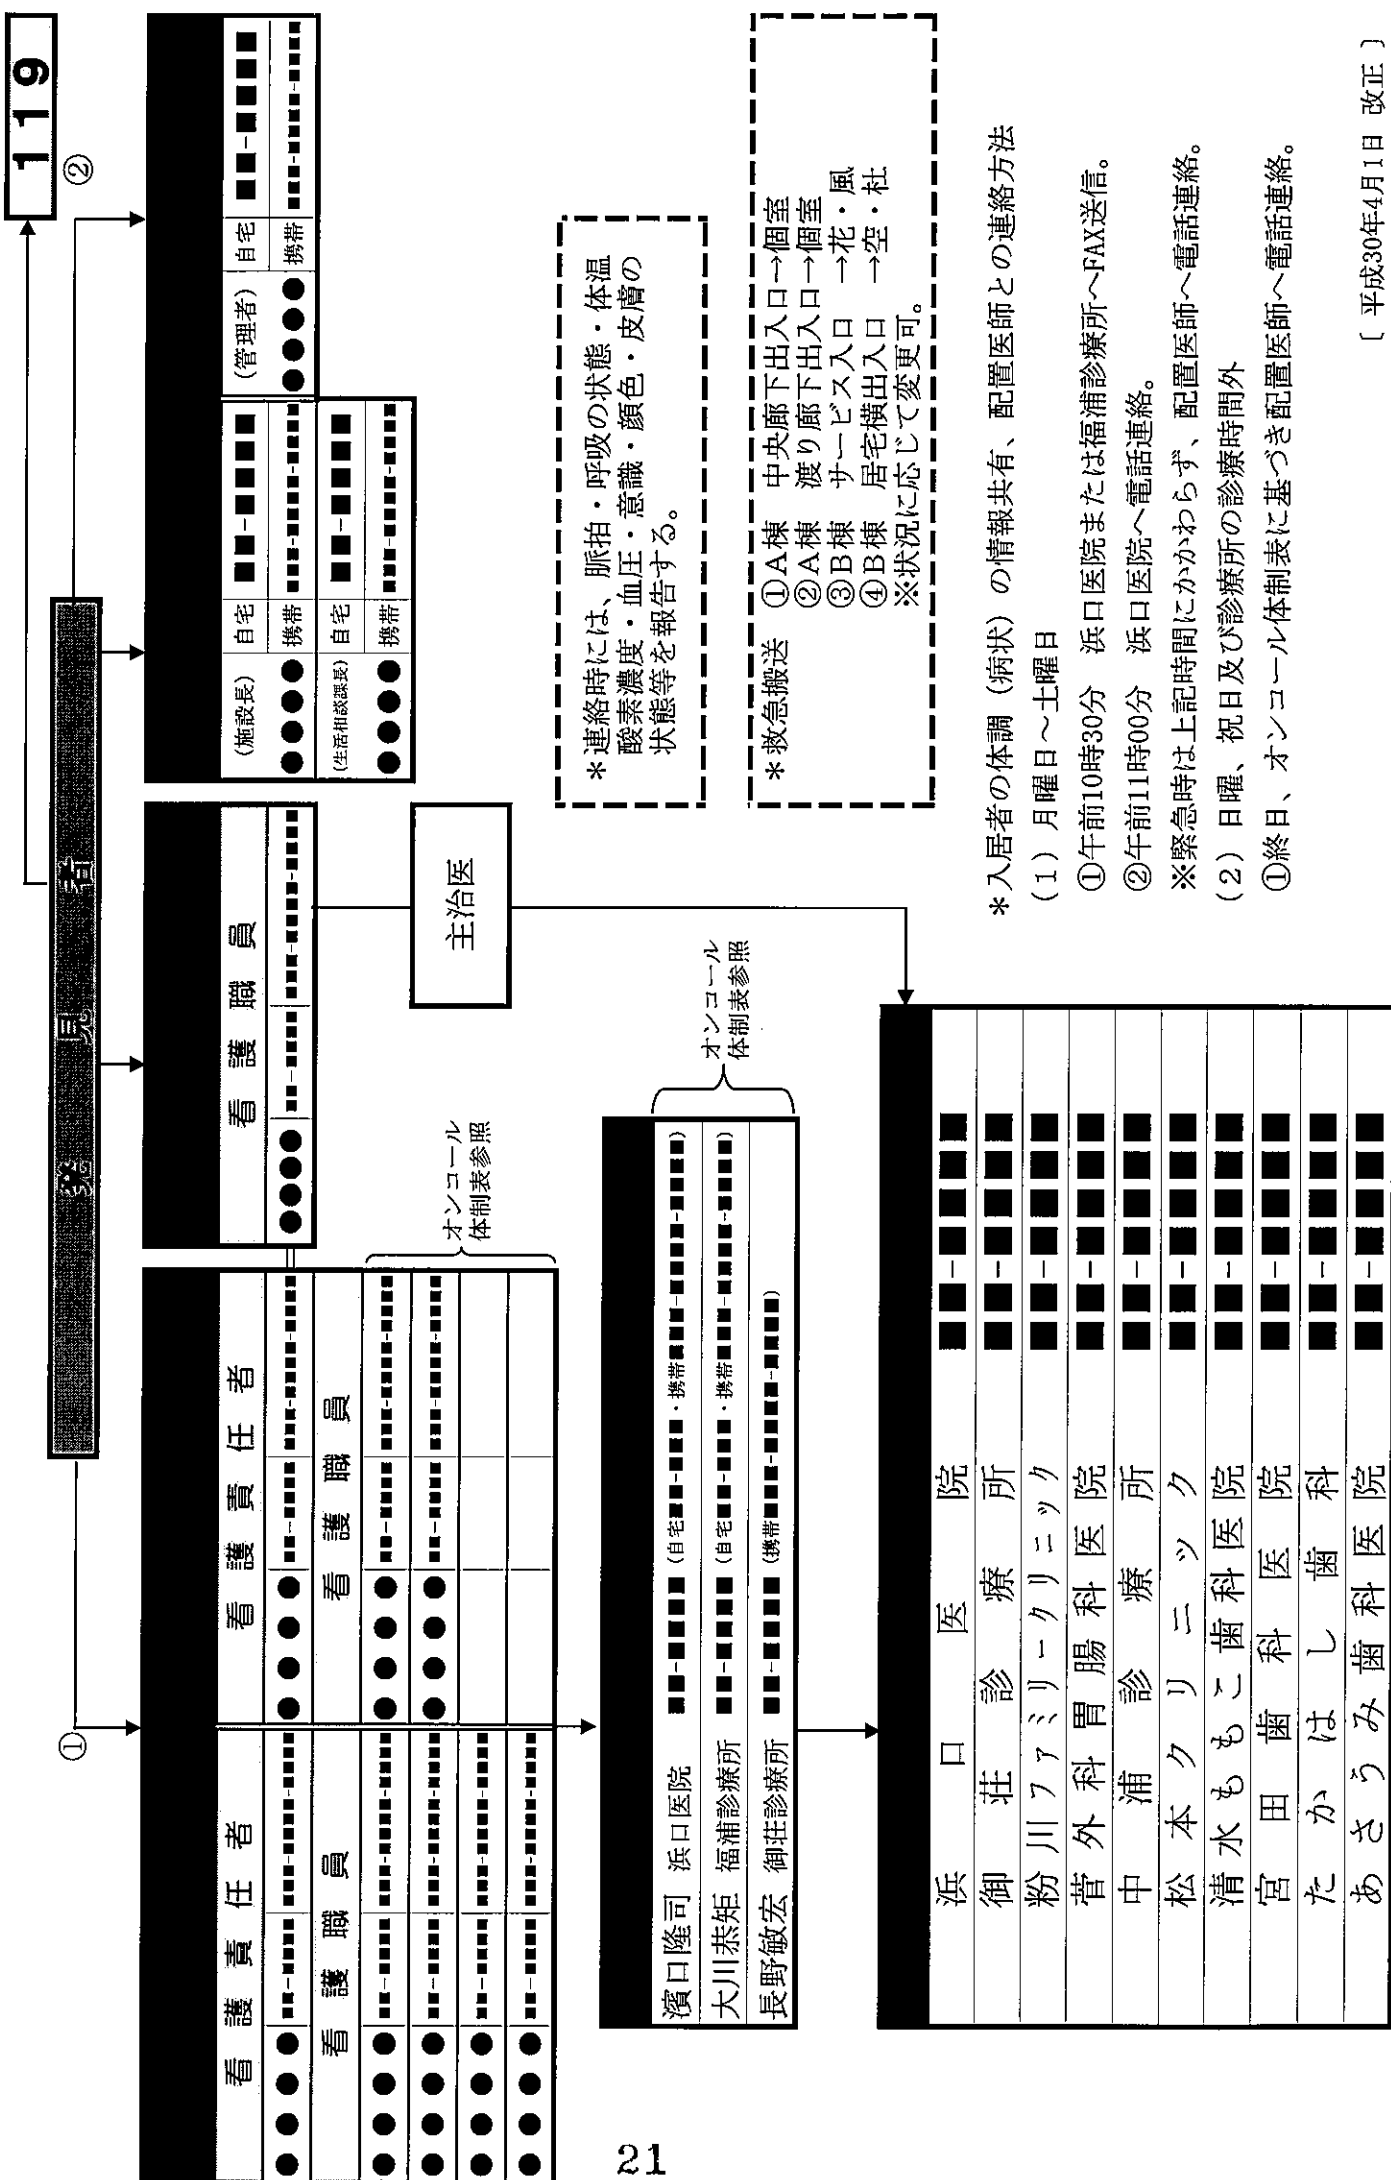 発見者
119
①
②
看護責任者
●●●● ■■-■■■■ ■■■-■■■■-■■■■
看護職員
●●●● ■■-■■■■ ■■■-■■■■-■■■■
●●●● ■■-■■■■ ■■■-■■■■-■■■■
●●●● ■■-■■■■ ■■■-■■■■-■■■■
●●●● ■■-■■■■ ■■■-■■■■-■■■■
看護責任者
●●●● ■■-■■■■ ■■■-■■■■-■■■■
看護職員
●●●● ■■-■■■■ ■■■-■■■■-■■■■
●●●● ■■-■■■■ ■■■-■■■■-■■■■
オンコール
体制表参照
看護職員
●●●● ■■-■■■■ ■■■-■■■■-■■■■
主治医
(施設長) 自宅 ■■-■■■■
●●●● 携帯 ■■■-■■■■-■■■■
(生活相談課長) 自宅 ■■-■■■■
●●●● 携帯 ■■■-■■■■-■■■■
(管理者) 自宅 ■■-■■■■
●●●● 携帯 ■■■-■■■■-■■■■
濱口隆司 浜口医院 ■■-■■■■ (自宅■■-■■■■・携帯■■■-■■■■-■■■■)
大川恭矩 福浦診療所 ■■-■■■■ (自宅■■-■■■■・携帯■■■-■■■■-■■■■)
長野敏宏 御荘診療所 ■■-■■■■ (携帯■■■-■■■■-■■■■)
オンコール
体制表参照
浜口医院 ■■-■■■■
御荘診療所 ■■-■■■■
粉川ファミリークリニック ■■-■■■■
菅外科胃腸科医院 ■■-■■■■
中浦診療所 ■■-■■■■
松本クリニック ■■-■■■■
清水ももこ歯科医院 ■■-■■■■
宮田歯科医院 ■■-■■■■
たかはし歯科 ■■-■■■■
あさうみ歯科医院 ■■-■■■■
*連絡時には、脈拍・呼吸の状態・体温
酸素濃度・血圧・意識・顔色・皮膚の
状態等を報告する。
*救急搬送 ①A棟 中央廊下出入口→個室
②A棟 渡り廊下出入口→個室
③B棟 サービス入口 →花・風
④B棟 居宅横出入口 →空・杜
※状況に応じて変更可。
*入居者の体調（病状）の情報共有、配置医師との連絡方法
(1) 月曜日～土曜日
①午前10時30分 浜口医院または福浦診療所へFAX送信。
②午前11時00分 浜口医院へ電話連絡。
※緊急時は上記時間にかかわらず、配置医師へ電話連絡。
(2) 日曜、祝日及び診療所の診療時間外
①終日、オンコール体制表に基づき配置医師へ電話連絡。
〔 平成30年4月1日 改正 〕
21